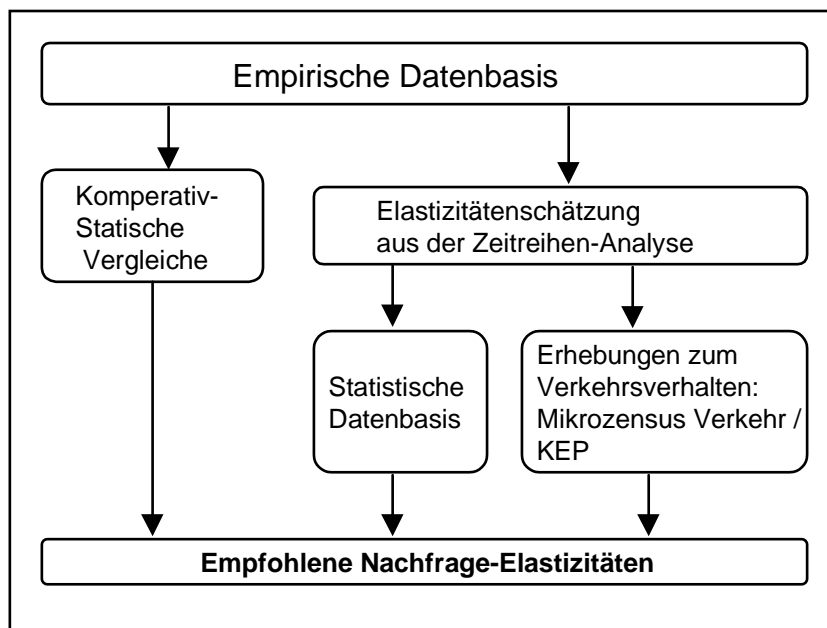 Empirische Datenbasis
Komperativ-
Statische
Vergleiche
Elastizitätenschätzung
aus der Zeitreihen-Analyse
Statistische
Datenbasis
Erhebungen zum
Verkehrsverhalten:
Mikrozensus Verkehr /
KEP
Empfohlene Nachfrage-Elastizitäten